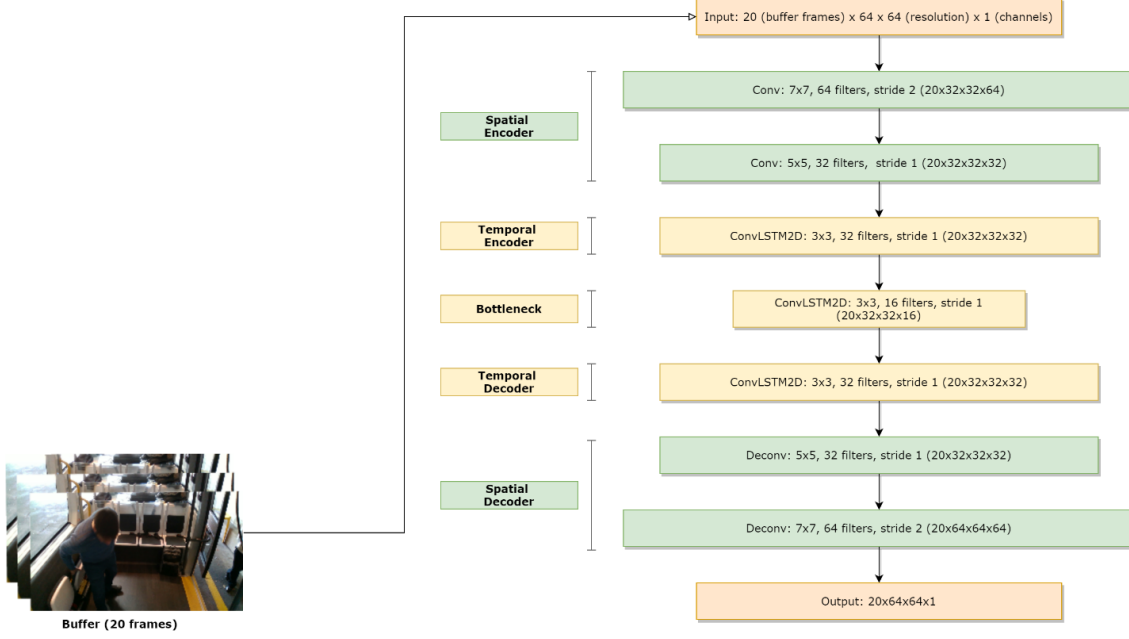 Input: 20 (buffer frames) x 64 x 64 (resolution) x 1 (channels)
Conv: 7x7, 64 filters, stride 2 (20x32x32x64)
Spatial
Encoder
Conv: 5x5, 32 filters, stride 1 (20x32x32x32)
Temporal
Encoder
ConvLSTM2D: 3x3, 32 filters, stride 1 (20x32x32x32)
Bottleneck
ConvLSTM2D: 3x3, 16 filters, stride 1
(20x32x32x16)
Temporal
Decoder
ConvLSTM2D: 3x3, 32 filters, stride 1 (20x32x32x32)
Deconv: 5x5, 32 filters, stride 1 (20x32x32x32)
Spatial
Decoder
Deconv: 7x7, 64 filters, stride 2 (20x64x64x64)
Output: 20x64x64x1
Buffer (20 frames)